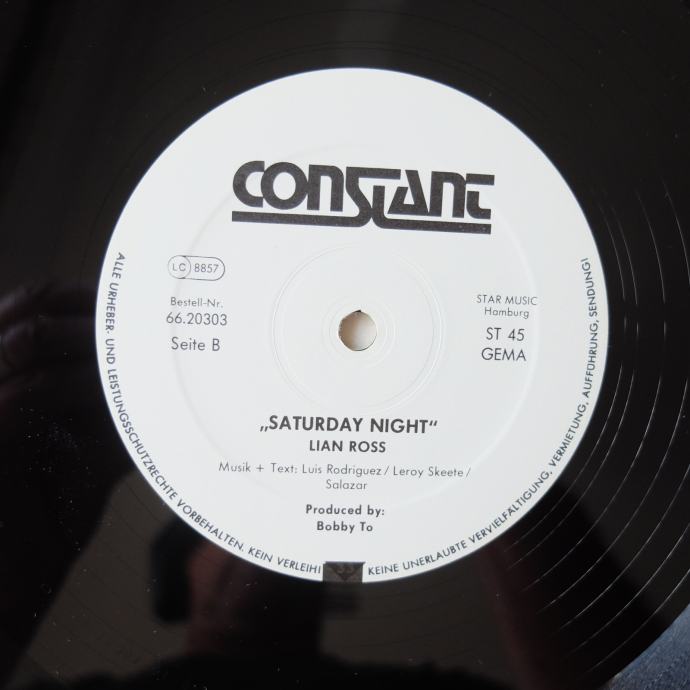 CONSTANT
LC 8857
Bestell-Nr.
66.20303
Seite B
STAR MUSIC
Hamburg
ST 45
GEMA
„SATURDAY NIGHT“
LIAN ROSS
Musik + Text: Luis Rodriguez / Leroy Skeete /
Salazar
Produced by:
Bobby To
ALLE URHEBER- UND LEISTUNGSSCHUTZRECHTE VORBEHALTEN. KEIN VERLEIH!
KEINE UNERLAUBTE VERVIELFÄLTIGUNG, VERMIETUNG, AUFFÜHRUNG, SENDUNG!